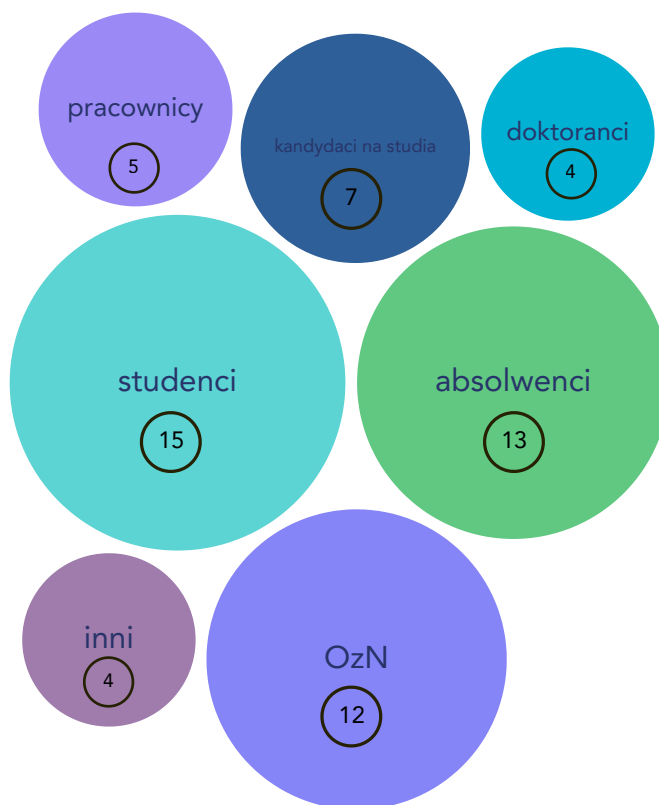 pracownicy
5
kandydaci na studia
7
doktoranci
4
studenci
15
absolwenci
13
inni
4
OzN
12